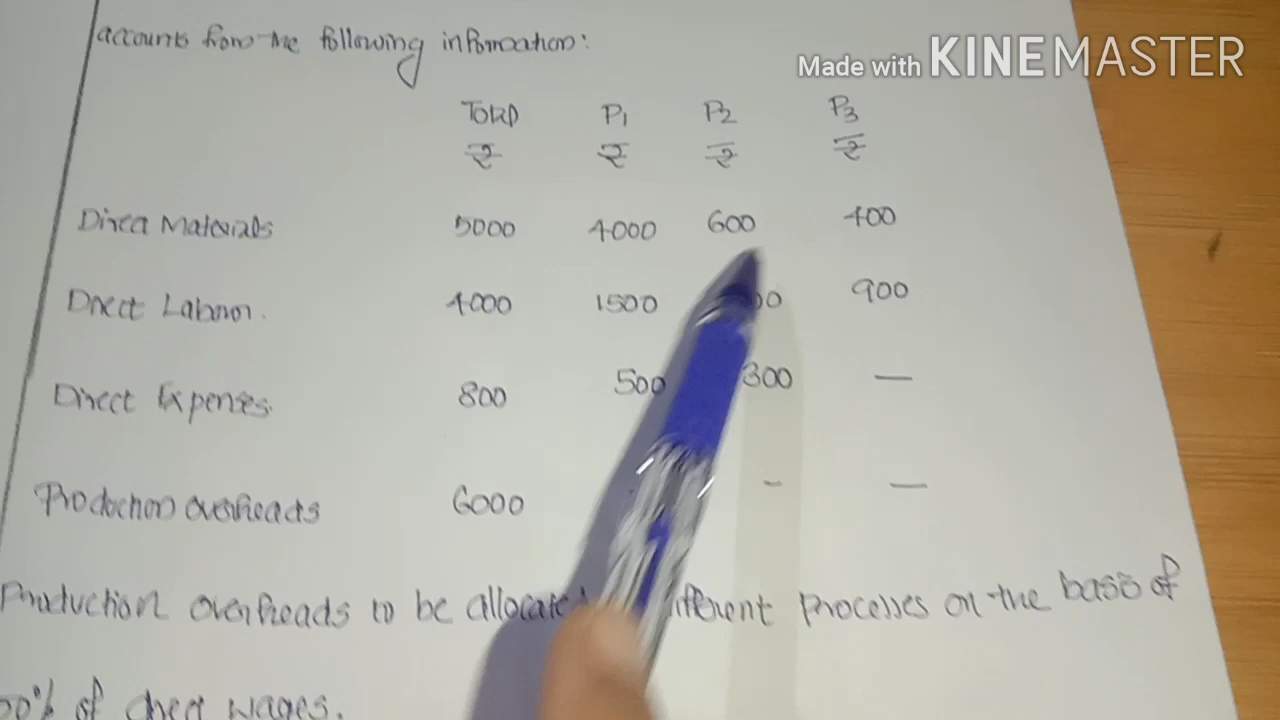 accounts from the following information:
Made with KINEMASTER
Total P1 P2 P3
₹ ₹ ₹ ₹
Direct Materials 5000 4000 600 400
Direct Labour. 4000 1500 00 900
Direct Expenses 800 500 300 —
Production overheads 6000 - —
Production overheads to be allocated different processes on the basis of
00% of direct wages.